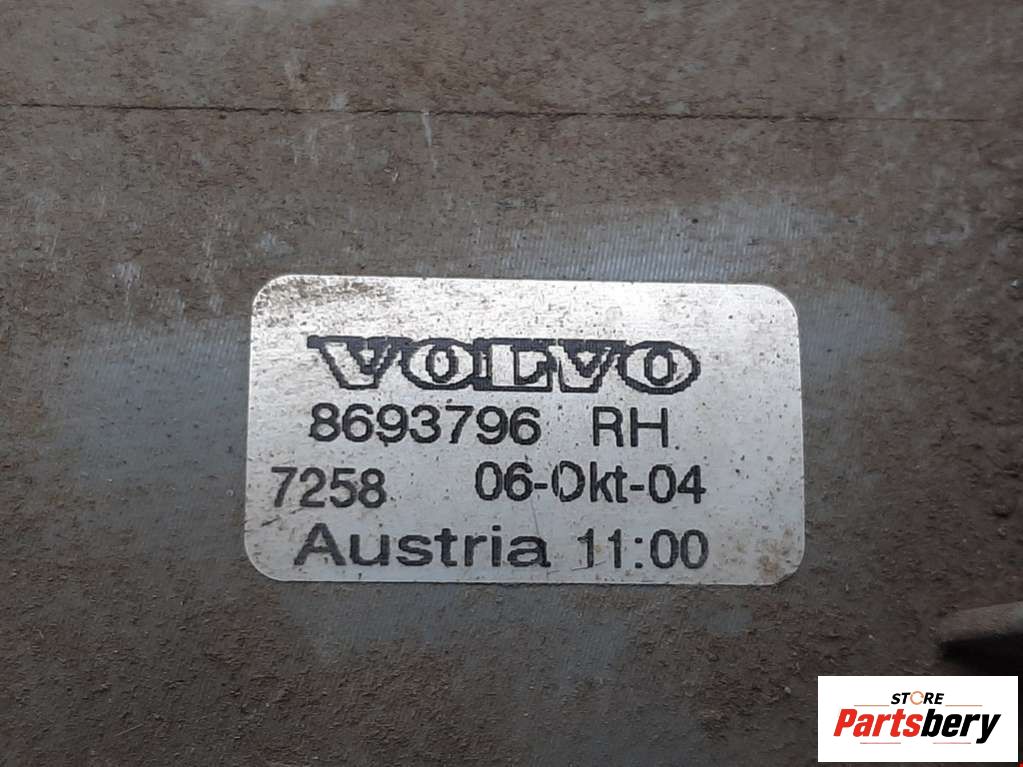 VOLVO
8693796 RH
7258 06-Okt-04
Austria 11:00
STORE
Partsbery